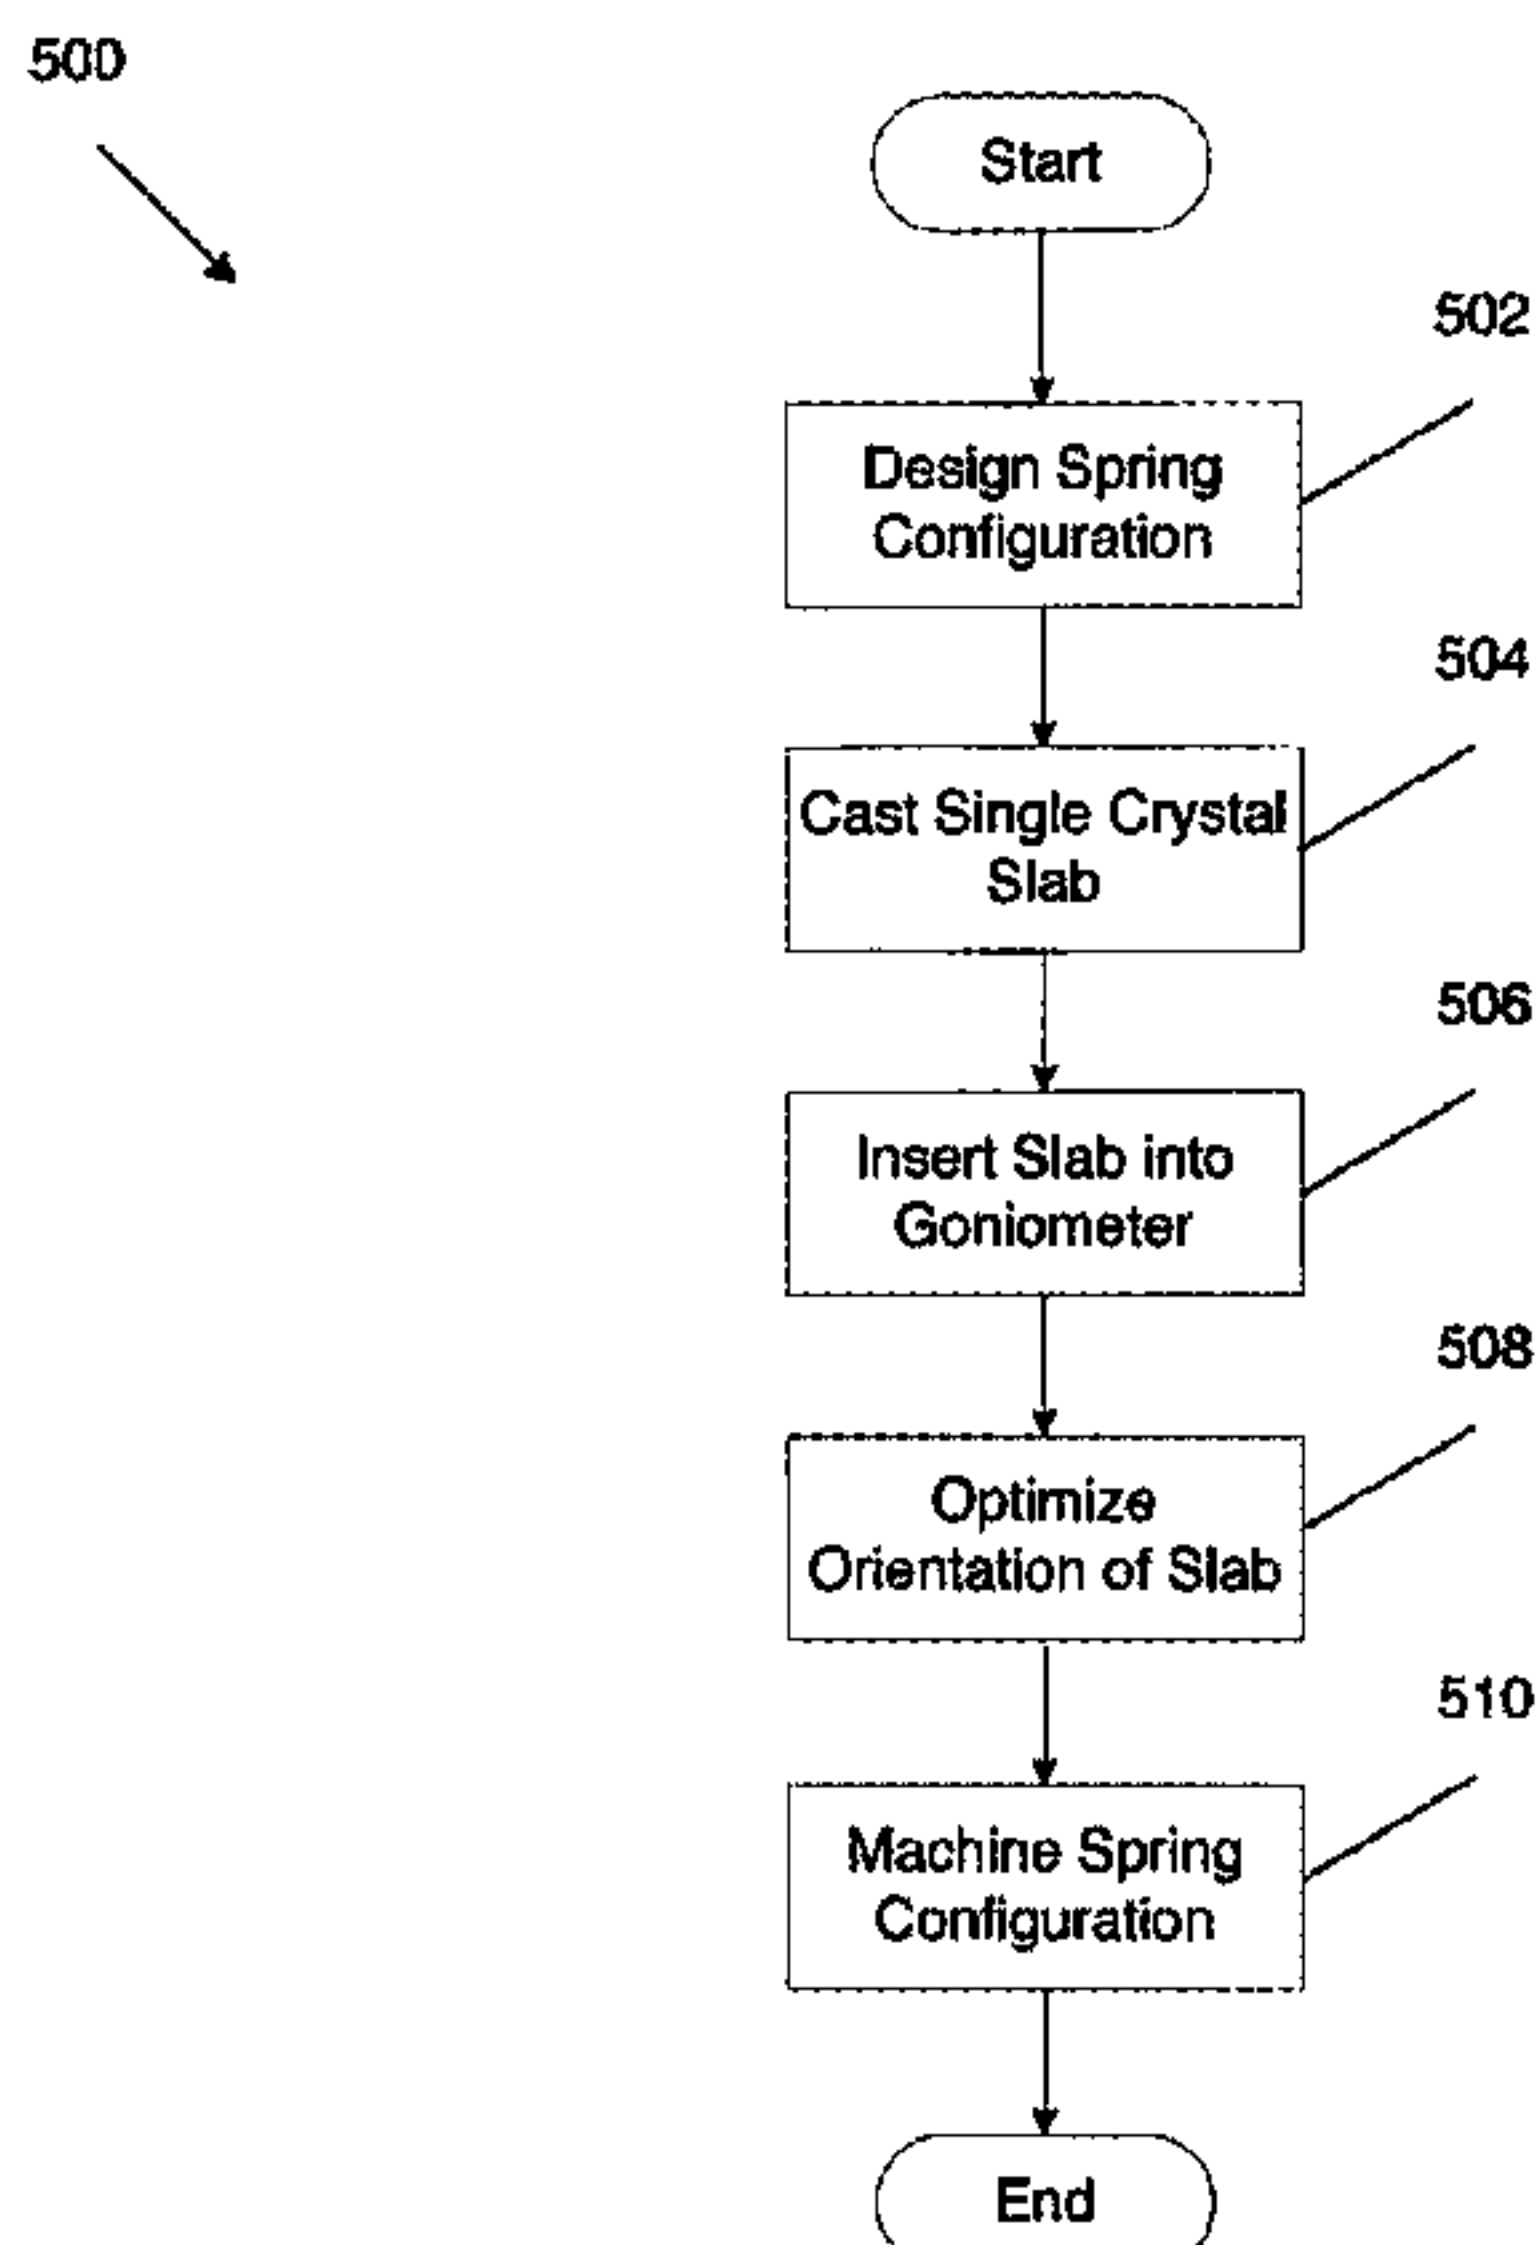 500
Start
502
Design Spring
Configuration
504
Cast Single Crystal
Slab
506
Insert Slab into
Goniometer
508
Optimize
Orientation of Slab
510
Machine Spring
Configuration
End